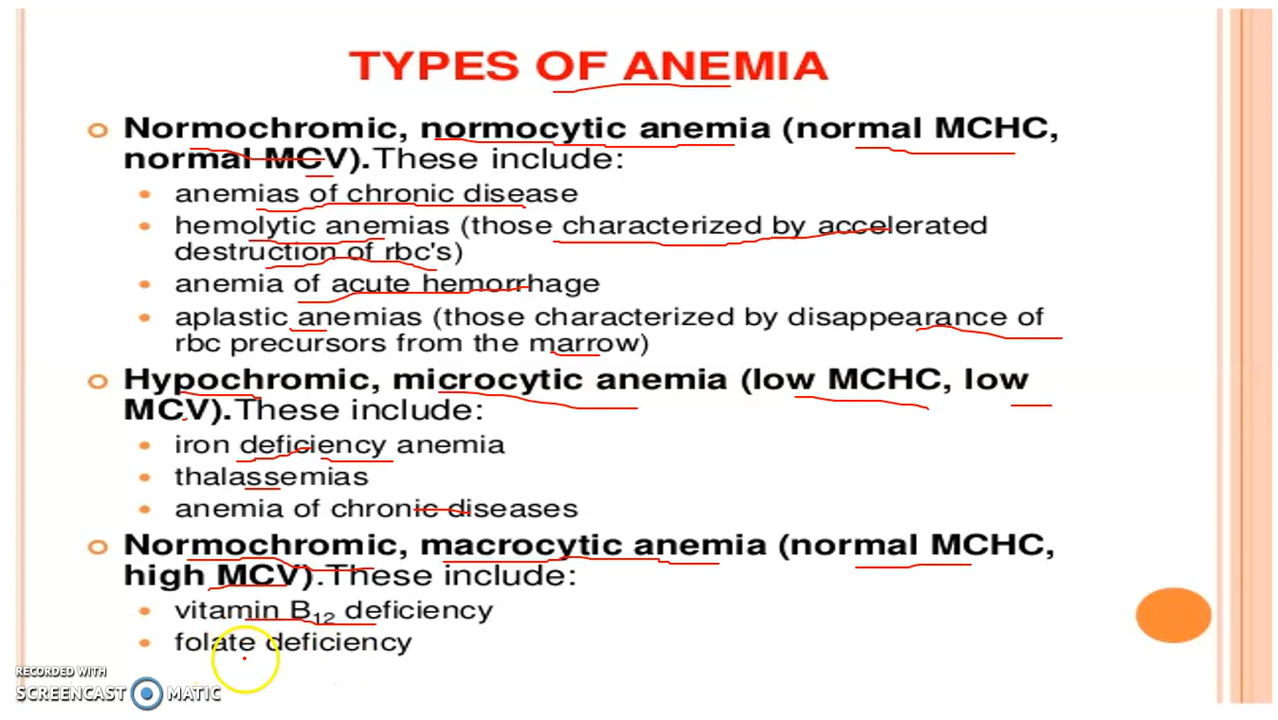 TYPES OF ANEMIA
Normochromic, normocytic anemia (normal MCHC,
normal MCV).These include:
anemias of chronic disease
hemolytic anemias (those characterized by accelerated
destruction of rbc's)
anemia of acute hemorrhage
aplastic anemias (those characterized by disappearance of
rbc precursors from the marrow)
Hypochromic, microcytic anemia (low MCHC, low
MCV).These include:
iron deficiency anemia
thalassemias
anemia of chronic diseases
Normochromic, macrocytic anemia (normal MCHC,
high MCV).These include:
vitamin B12 deficiency
folate deficiency
RECORDED WITH
SCREENCAST MATIC